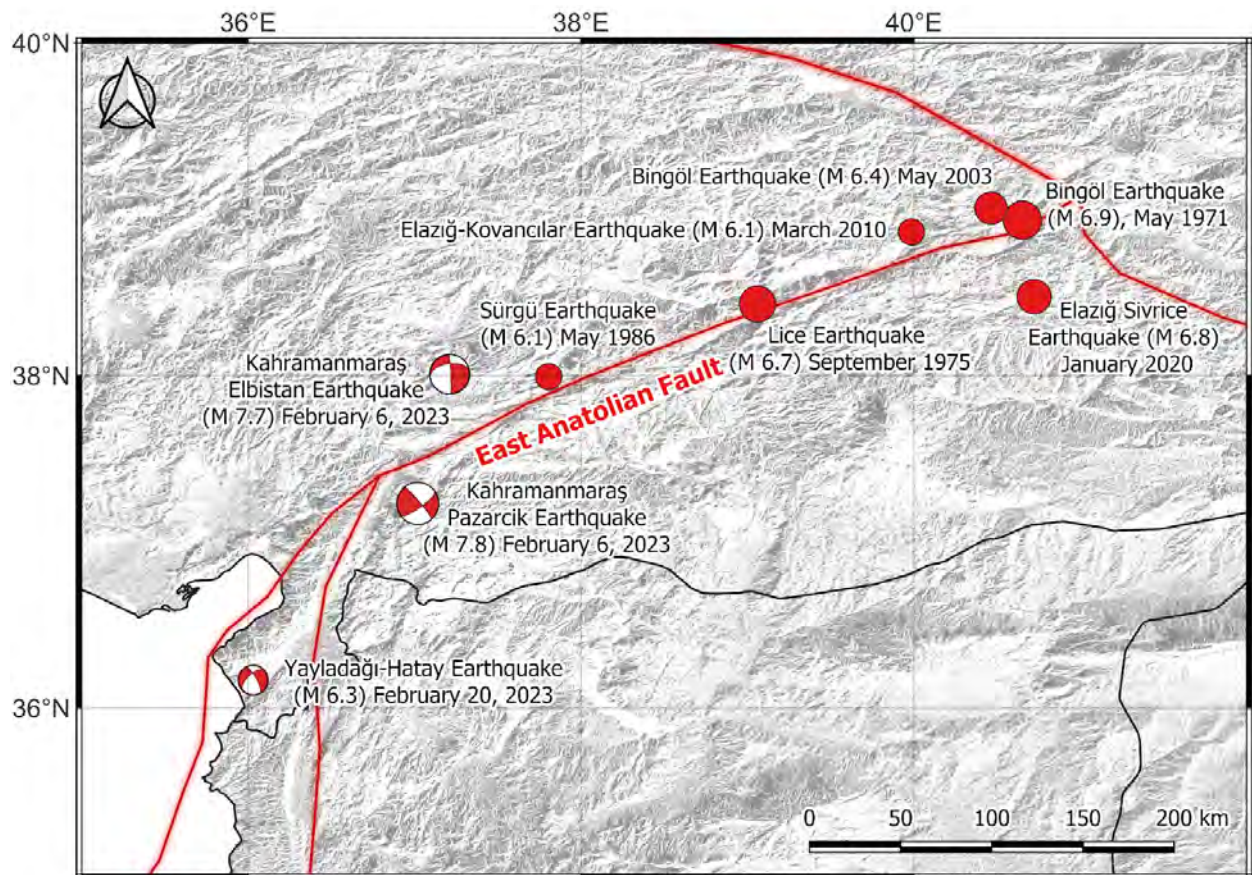 36°E
38°E
40°E
40°N
38°N
36°N
Bingöl Earthquake (M 6.4) May 2003
Bingöl Earthquake
(M 6.9), May 1971
Elazığ-Kovancılar Earthquake (M 6.1) March 2010
Sürgü Earthquake
(M 6.1) May 1986
Lice Earthquake
(M 6.7) September 1975
Elazığ Sivrice
Earthquake (M 6.8)
January 2020
Kahramanmaraş
Elbistan Earthquake
(M 7.7) February 6, 2023
East Anatolian Fault
Kahramanmaraş
Pazarcik Earthquake
(M 7.8) February 6, 2023
Yayladağı-Hatay Earthquake
(M 6.3) February 20, 2023
0 50 100 150 200 km